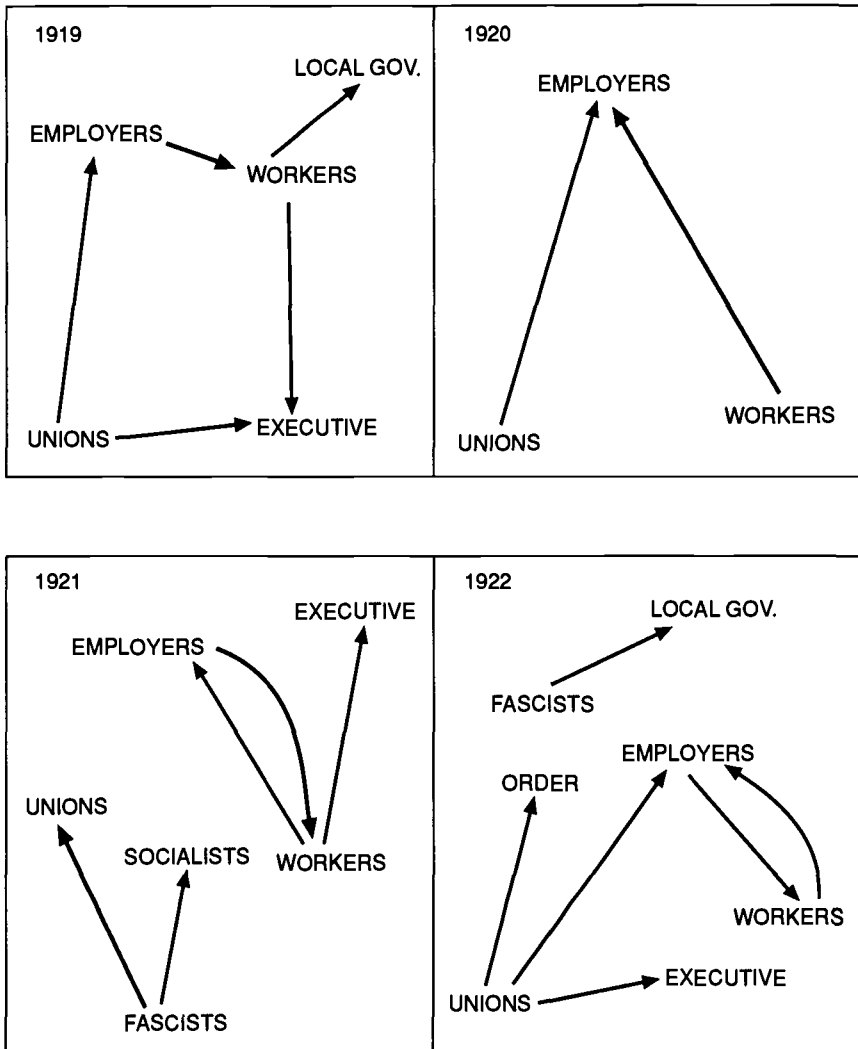 1919
LOCAL GOV.
EMPLOYERS
WORKERS
UNIONS
EXECUTIVE
1920
EMPLOYERS
WORKERS
UNIONS
1921
EXECUTIVE
EMPLOYERS
UNIONS
SOCIALISTS
WORKERS
FASCISTS
1922
LOCAL GOV.
FASCISTS
EMPLOYERS
ORDER
WORKERS
EXECUTIVE
UNIONS